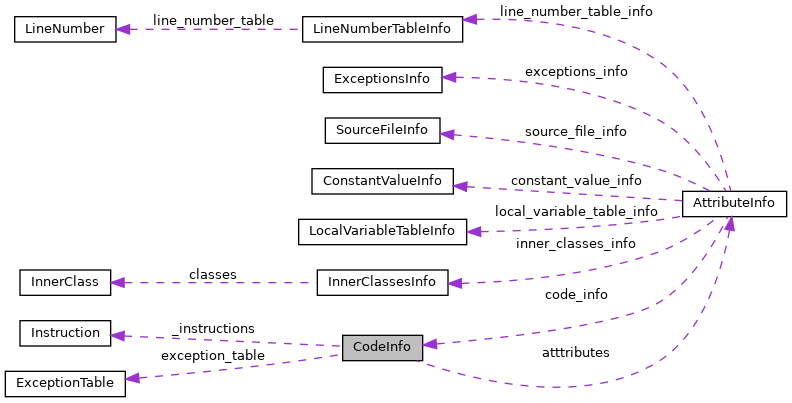 line_number_table_info
line_number_table
LineNumber
LineNumberTableInfo
exceptions_info
ExceptionsInfo
source_file_info
SourceFileInfo
constant_value_info
ConstantValueInfo
AttributeInfo
local_variable_table_info
LocalVariableTableInfo
inner_classes_info
classes
InnerClass
InnerClassesInfo
code_info
_instructions
Instruction
CodeInfo
exception_table
atttributes
ExceptionTable